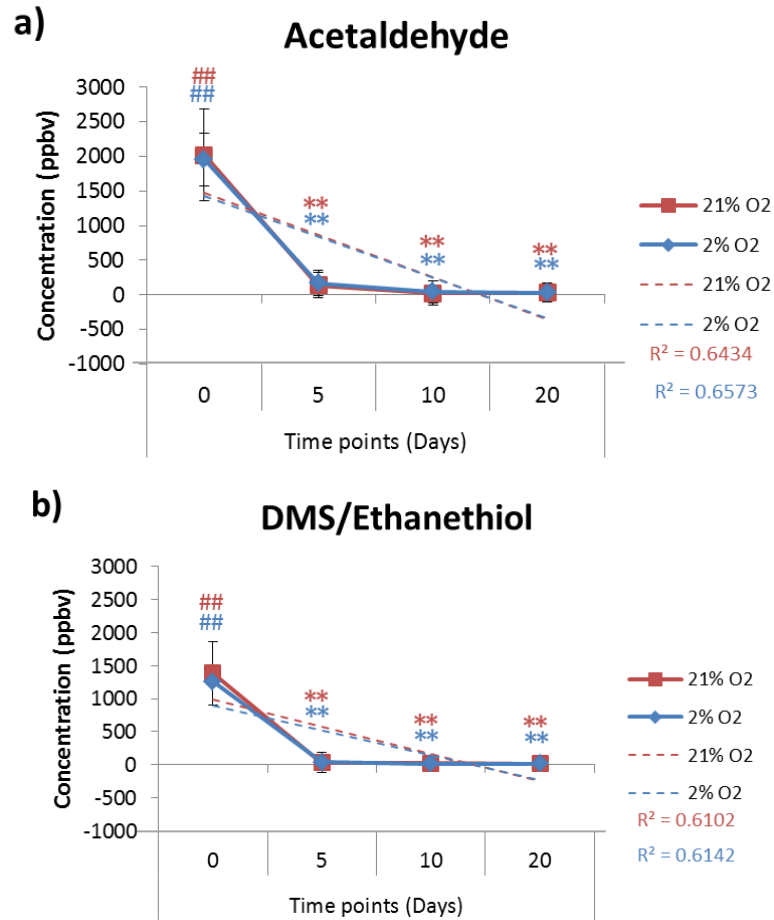 a)
Acetaldehyde
Concentration (ppbv)
3000
2500
2000
1500
1000
500
0
-500
-1000
##
##
**
**
**
**
**
**
0 5 10 20
Time points (Days)
21% O2
2% O2
21% O2
2% O2
R² = 0.6434
R² = 0.6573
b)
DMS/Ethanethiol
Concentration (ppbv)
3000
2500
2000
1500
1000
500
0
-500
-1000
##
##
**
**
**
**
**
**
0 5 10 20
Time points (Days)
21% O2
2% O2
21% O2
2% O2
R² = 0.6102
R² = 0.6142